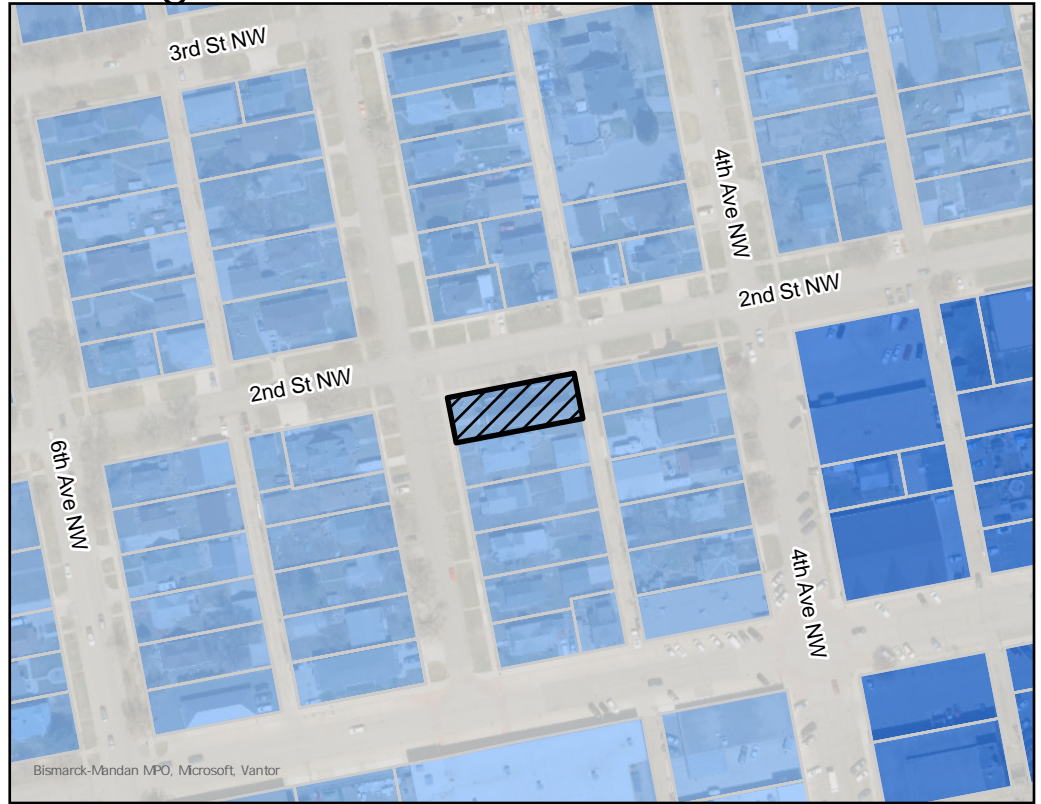 3rd St NW
4th Ave NW
2nd St NW
2nd St NW
6th Ave NW
4th Ave NW
Bismarck-Mandan MPO, Microsoft, Vantor